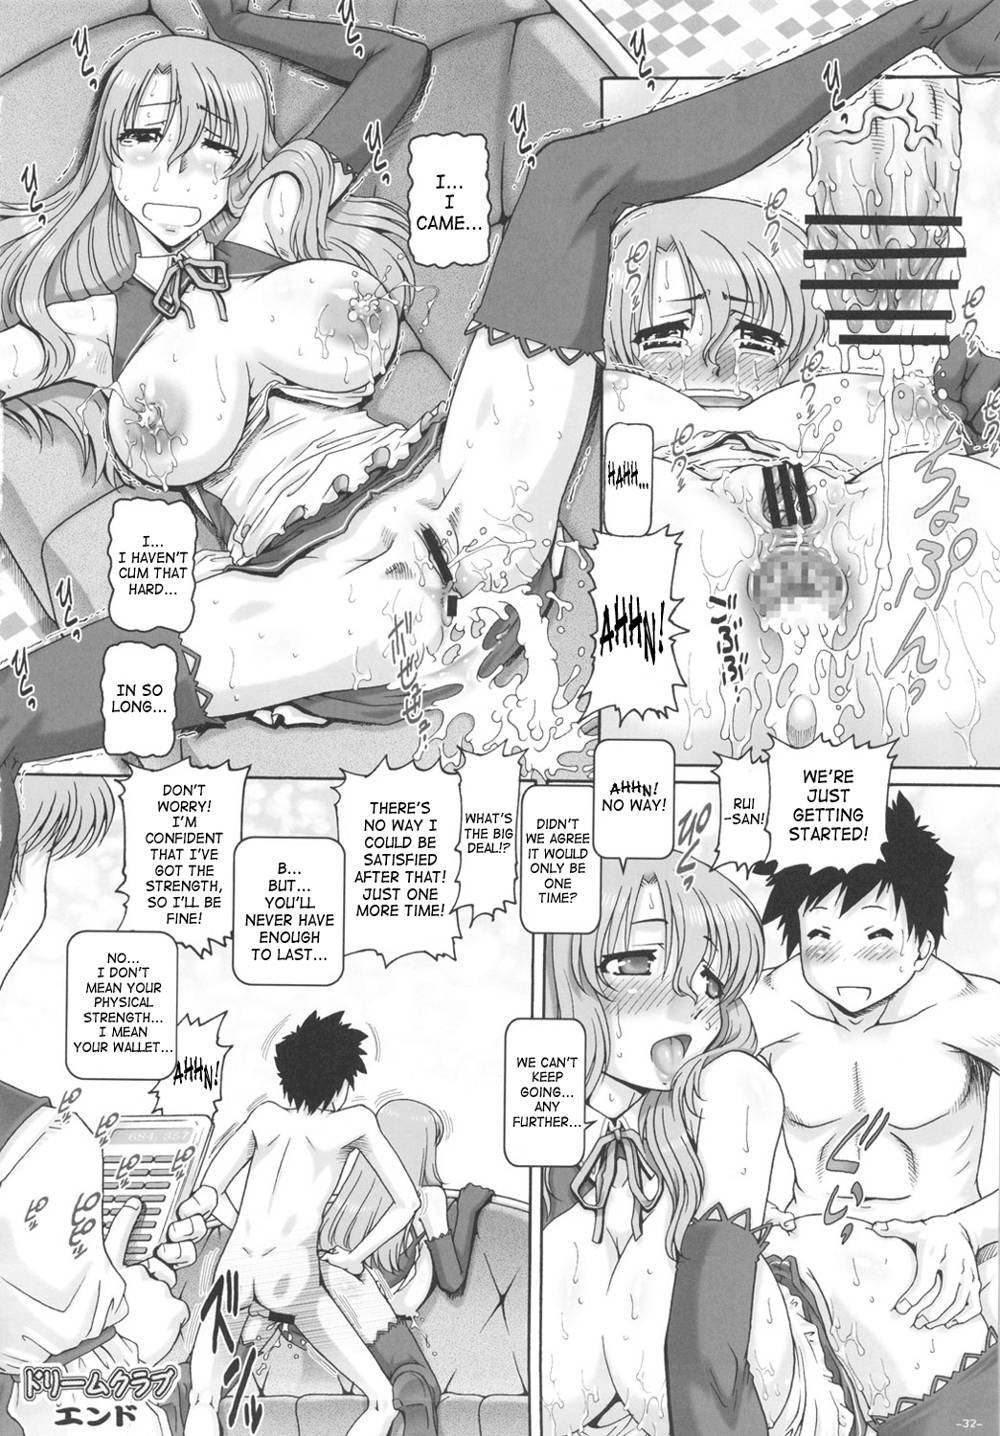 I...
I
CAME...
I...
I HAVEN'T
CUM THAT
HARD...
IN SO
LONG...
HAHH...
AHHN!
ちょぷんっ
ごぶぶ
WE'RE
JUST
GETTING
STARTED!
RUI
-SAN!
AHHN!
NO WAY!
DIDN'T
WE AGREE
IT WOULD
ONLY BE
ONE
TIME?
WE CAN'T
KEEP
GOING...
ANY
FURTHER...
WHAT'S
THE BIG
DEAL!?
THERE'S
NO WAY I
COULD BE
SATISFIED
AFTER THAT!
JUST ONE
MORE TIME!
B...
BUT...
YOU'LL
NEVER HAVE
ENOUGH
TO LAST...
DON'T
WORRY!
I'M
CONFIDENT
THAT I'VE
GOT THE
STRENGTH,
SO I'LL BE
FINE!
NO...
I DON'T
MEAN YOUR
PHYSICAL
STRENGTH...
I MEAN
YOUR WALLET...
AHHN!
684,357
ドリームクラブ
エンド
-32-